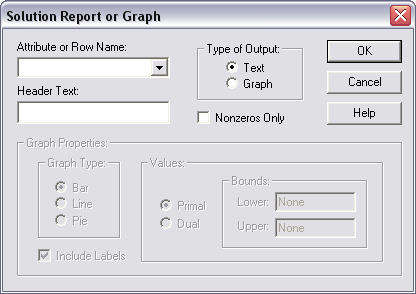 Solution Report or Graph
Attribute or Row Name:
Header Text:
Type of Output:
Text
Graph
Nonzeros Only
OK
Cancel
Help
Graph Properties:
Graph Type:
Bar
Line
Pie
Include Labels
Values:
Primal
Dual
Bounds:
Lower: None
Upper: None